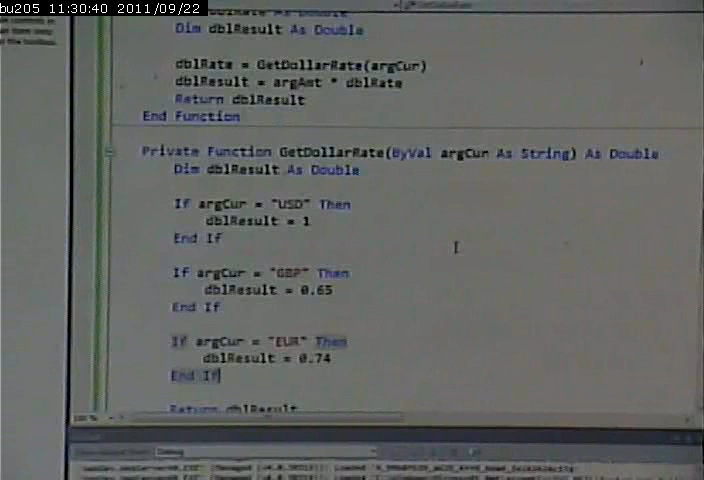 bu205 11:30:40 2011/09/22
Dim dblResult As Double
dblRate = GetDollarRate(argCur)
dblResult = argAmt * dblRate
Return dblResult
End Function
Private Function GetDollarRate(ByVal argCur As String) As Double
Dim dblResult As Double
If argCur = "USD" Then
dblResult = 1
End If
If argCur = "GBP" Then
dblResult = 0.65
End If
If argCur = "EUR" Then
dblResult = 0.74
End If
Return dblResult
100 %
Debug